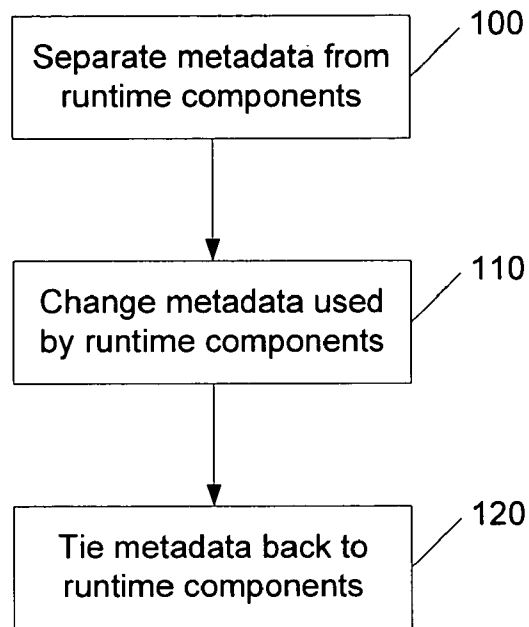 100
Separate metadata from
runtime components
110
Change metadata used
by runtime components
120
Tie metadata back to
runtime components